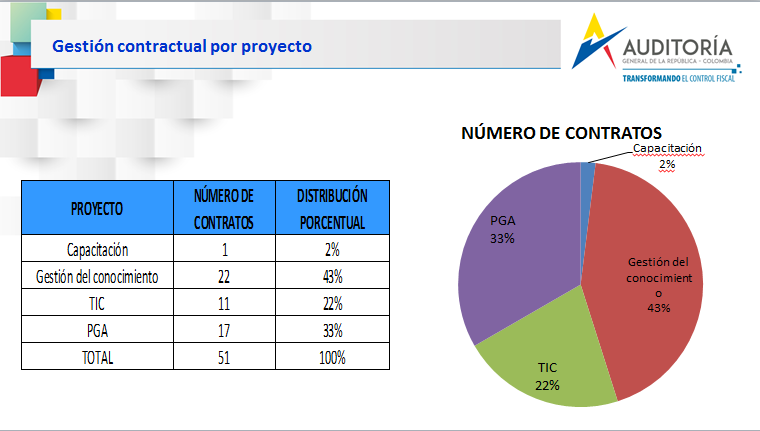 Gestión contractual por proyecto
AUDITORÍA
GENERAL DE LA REPÚBLICA - COLOMBIA
TRANSFORMANDO EL CONTROL FISCAL
PROYECTO NÚMERO DE CONTRATOS DISTRIBUCIÓN PORCENTUAL
Capacitación 1 2%
Gestión del conocimiento 22 43%
TIC 11 22%
PGA 17 33%
TOTAL 51 100%
NÚMERO DE CONTRATOS
Capacitación
2%
PGA
33%
Gestión del
conocimient
o
43%
TIC
22%